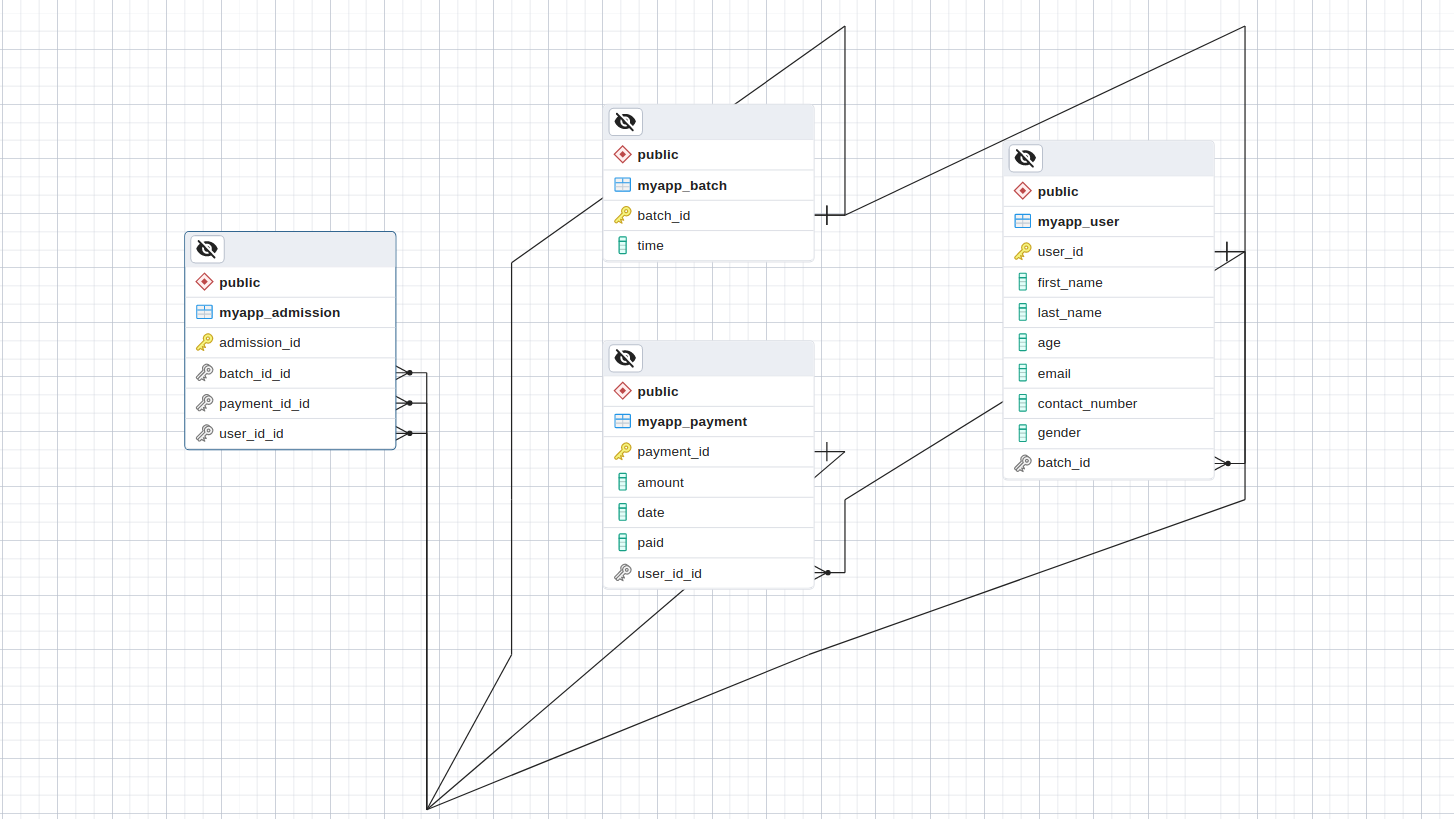 public
myapp_admission
admission_id
batch_id_id
payment_id_id
user_id_id
public
myapp_batch
batch_id
time
public
myapp_payment
payment_id
amount
date
paid
user_id_id
public
myapp_user
user_id
first_name
last_name
age
email
contact_number
gender
batch_id